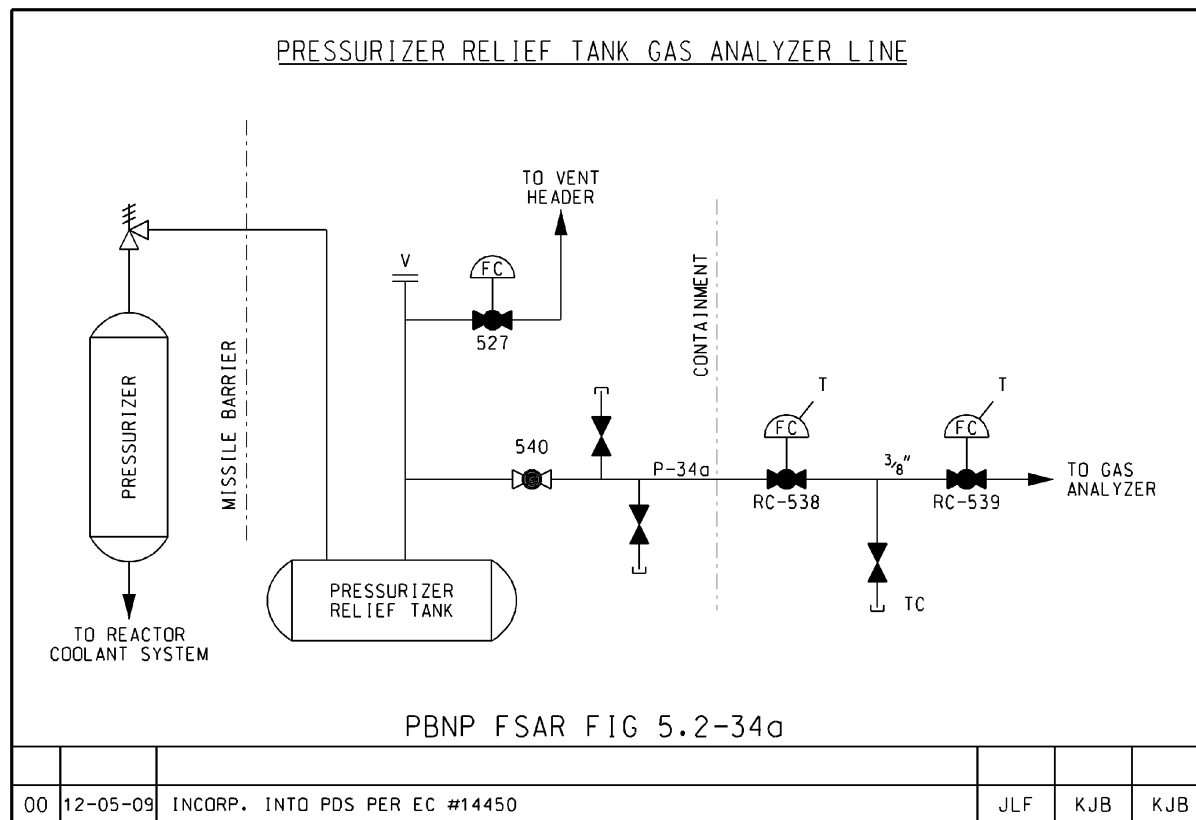 PRESSURIZER RELIEF TANK GAS ANALYZER LINE
TO VENT
HEADER
V
FC
527
MISSILE BARRIER
PRESSURIZER
CONTAINMENT
T
FC
T
FC
540
P-34a
3/8"
RC-538
RC-539
TO GAS
ANALYZER
TC
PRESSURIZER
RELIEF TANK
TO REACTOR
COOLANT SYSTEM
PBNP FSAR FIG 5.2-34a
00 12-05-09 INCORP. INTO PDS PER EC #14450 JLF KJB KJB